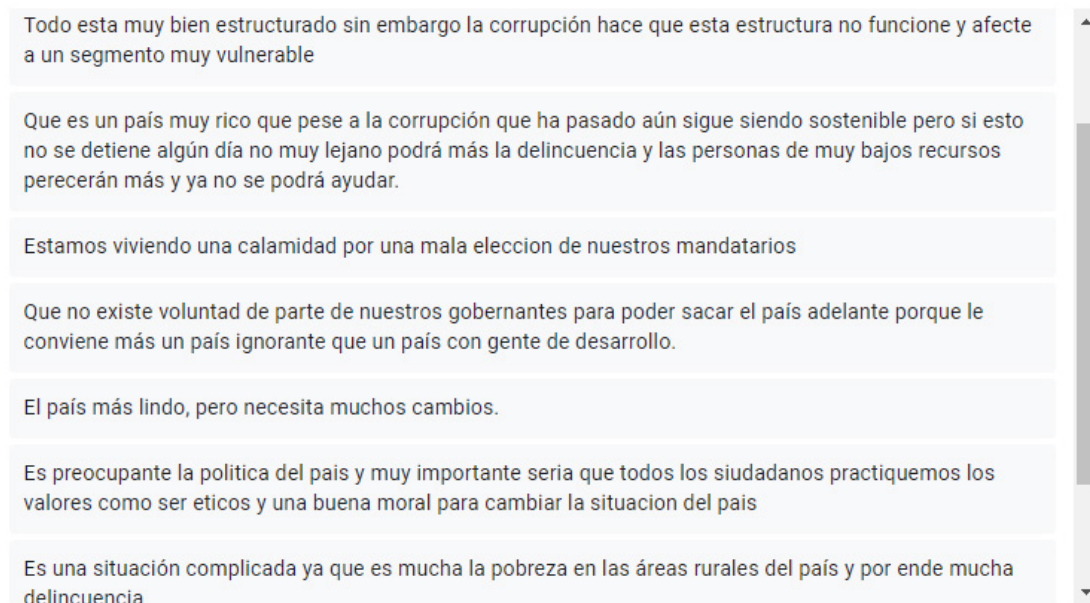 Todo esta muy bien estructurado sin embargo la corrupción hace que esta estructura no funcione y afecte
a un segmento muy vulnerable
Que es un país muy rico que pese a la corrupción que ha pasado aún sigue siendo sostenible pero si esto
no se detiene algún día no muy lejano podrá más la delincuencia y las personas de muy bajos recursos
perecerán más y ya no se podrá ayudar.
Estamos viviendo una calamidad por una mala eleccion de nuestros mandatarios
Que no existe voluntad de parte de nuestros gobernantes para poder sacar el país adelante porque le
conviene más un país ignorante que un país con gente de desarrollo.
El país más lindo, pero necesita muchos cambios.
Es preocupante la politica del pais y muy importante seria que todos los siudadanos practiquemos los
valores como ser eticos y una buena moral para cambiar la situacion del pais
Es una situación complicada ya que es mucha la pobreza en las áreas rurales del país y por ende mucha
delincuencia